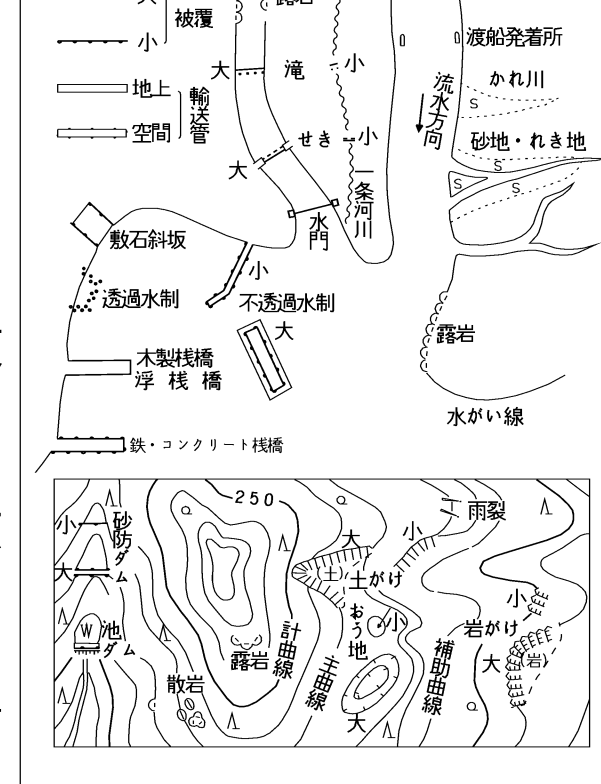 被覆
露岩
小
地上
空間
輸送管
大 滝 小
せき 小
大
水門
一条河川
渡船発着所
流水方向
かれ川
S
砂地・れき地
S
S
S
敷石斜坂
透過水制
小
不透過水制
大
木製桟橋
浮桟橋
鉄・コンクリート桟橋
露岩
水がい線
250
小 砂防ダム
大
W 池
ダム
散岩
露岩
計曲線
主曲線
大
(土) 土がけ
小
雨裂
おう地
小
大
補助曲線
小
岩がけ
大
(岩)